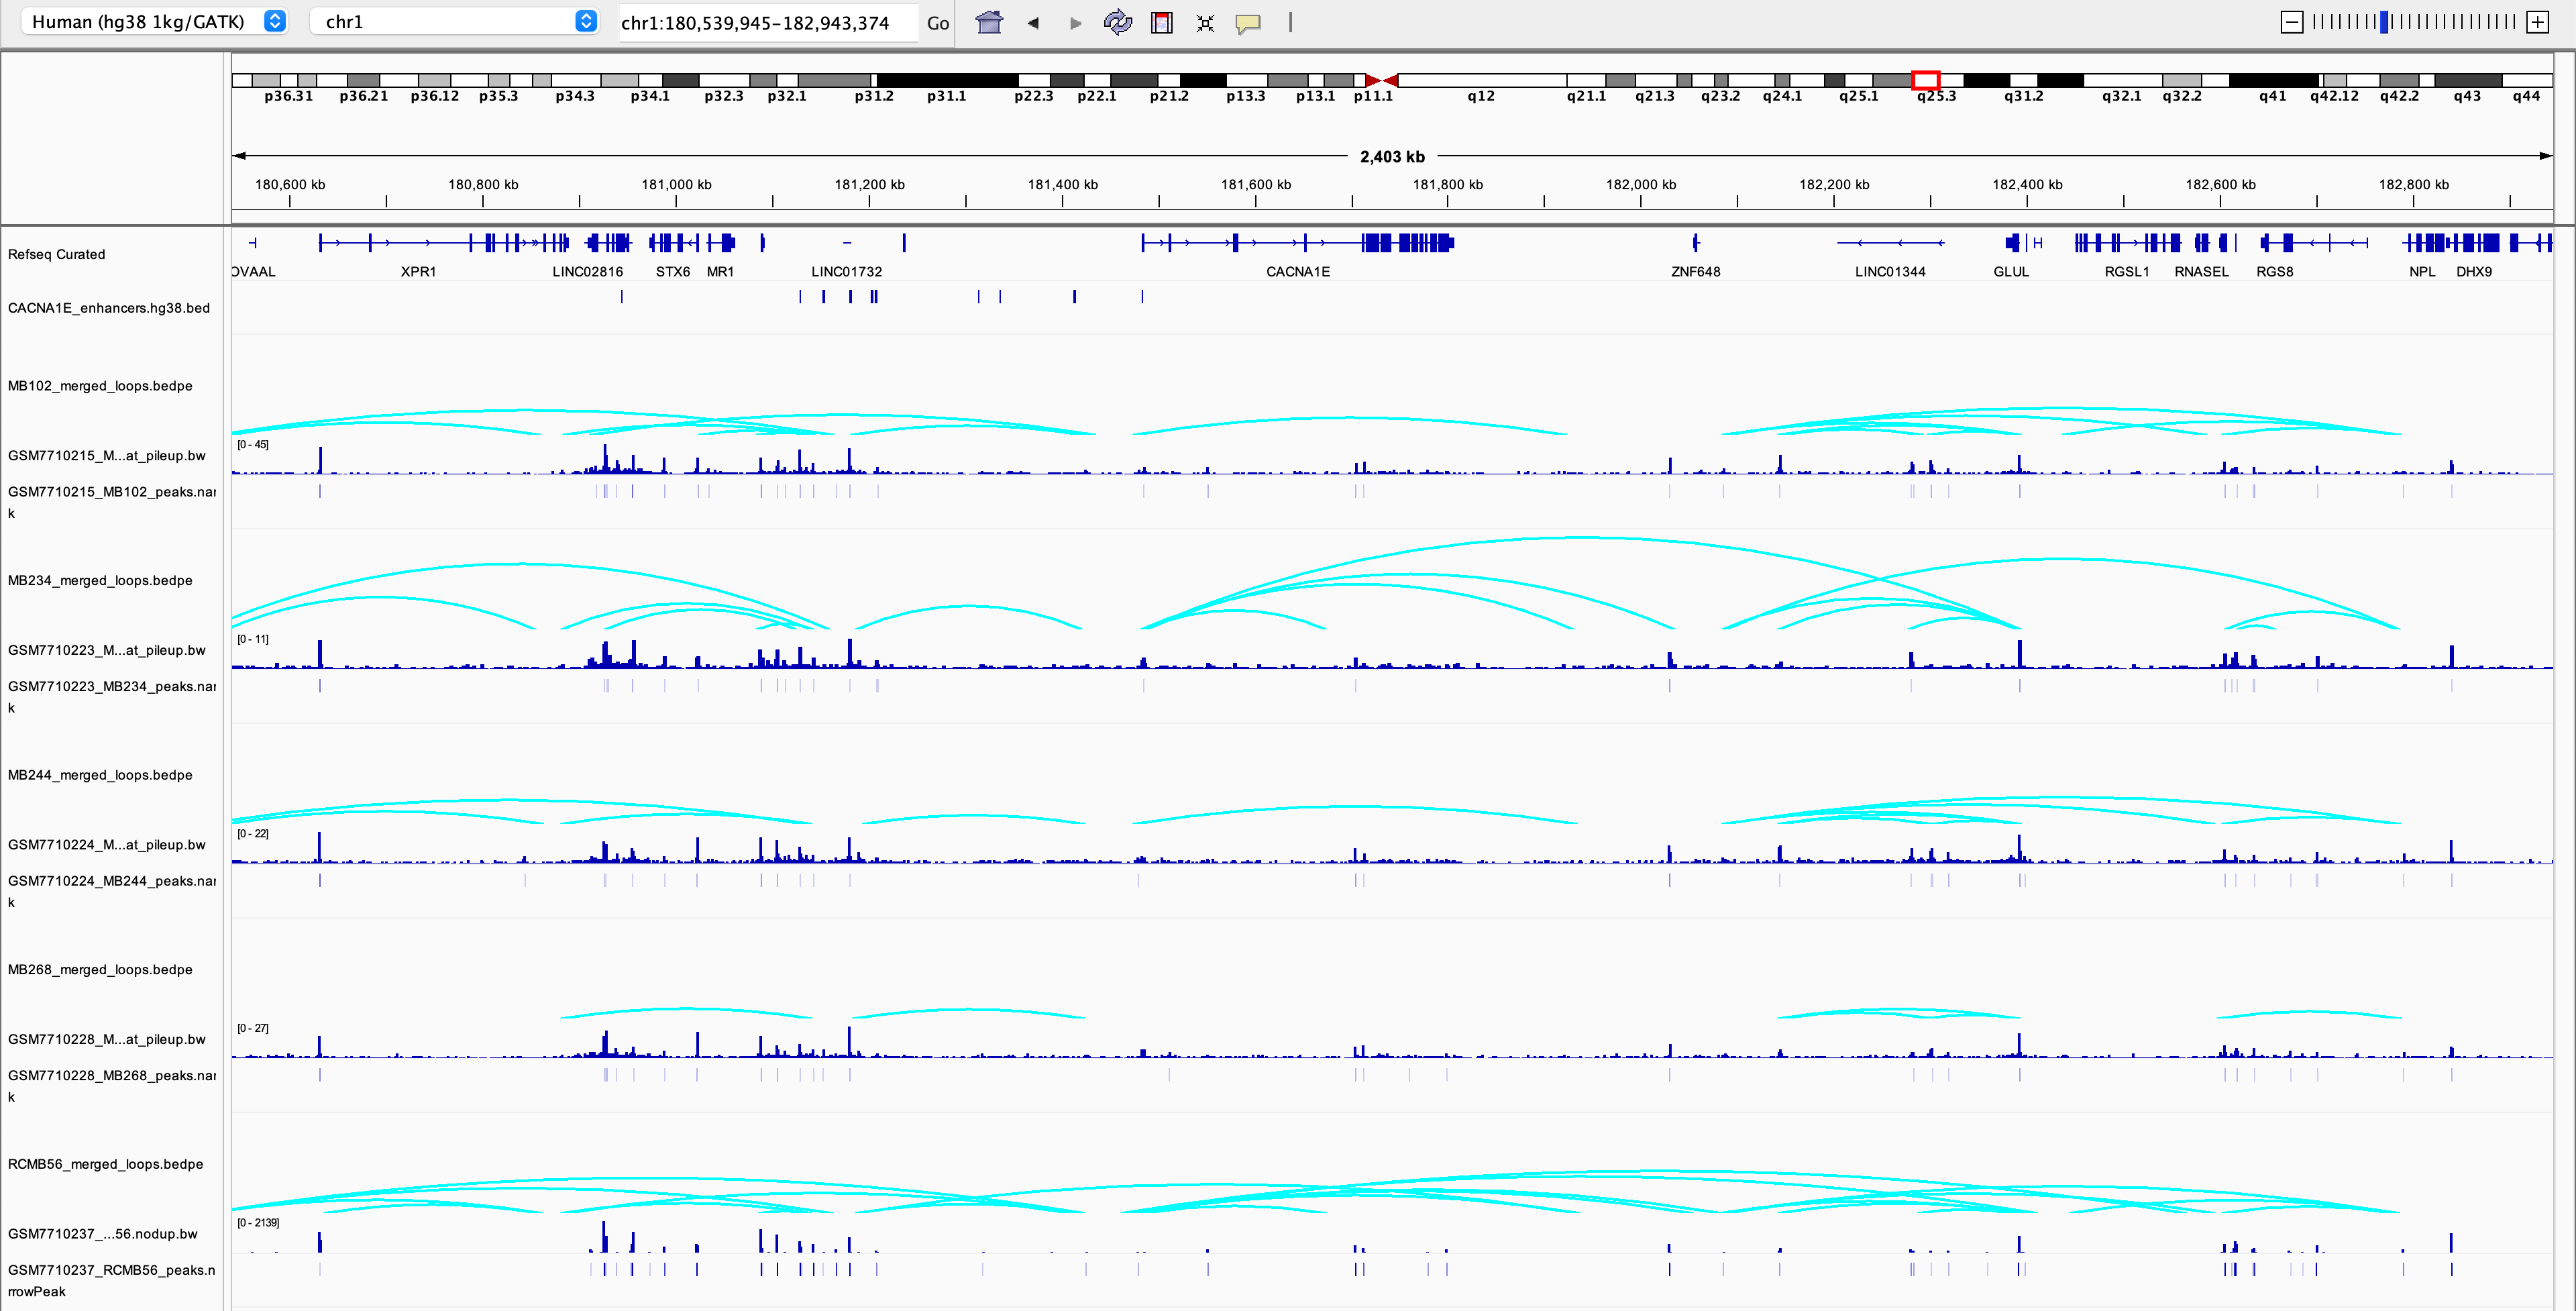 Human (hg38 1kg/GATK) chr1 chr1:180,539,945-182,943,374 Go
p36.31 p36.21 p36.12 p35.3 p34.3 p34.1 p32.3 p32.1 p31.2 p31.1 p22.3 p22.1 p21.2 p13.3 p13.1 p11.1 q12 q21.1 q21.3 q23.2 q24.1 q25.1 q25.3 q31.2 q32.1 q32.2 q41 q42.12 q42.2 q43 q44
2,403 kb
180,600 kb 180,800 kb 181,000 kb 181,200 kb 181,400 kb 181,600 kb 181,800 kb 182,000 kb 182,200 kb 182,400 kb 182,600 kb 182,800 kb
Refseq Curated
OVAAL XPR1 LINC02816 STX6 MR1 LINC01732 CACNA1E ZNF648 LINC01344 GLUL RGSL1 RNASEL RGS8 NPL DHX9
CACNA1E_enhancers.hg38.bed
MB102_merged_loops.bedpe
[0 - 45]
GSM7710215_M...at_pileup.bw
GSM7710215_MB102_peaks.nar
k
MB234_merged_loops.bedpe
[0 - 11]
GSM7710223_M...at_pileup.bw
GSM7710223_MB234_peaks.nar
k
MB244_merged_loops.bedpe
[0 - 22]
GSM7710224_M...at_pileup.bw
GSM7710224_MB244_peaks.nar
k
MB268_merged_loops.bedpe
[0 - 27]
GSM7710228_M...at_pileup.bw
GSM7710228_MB268_peaks.nar
k
RCMB56_merged_loops.bedpe
[0 - 2139]
GSM7710237_...56.nodup.bw
GSM7710237_RCMB56_peaks.n
rrowPeak